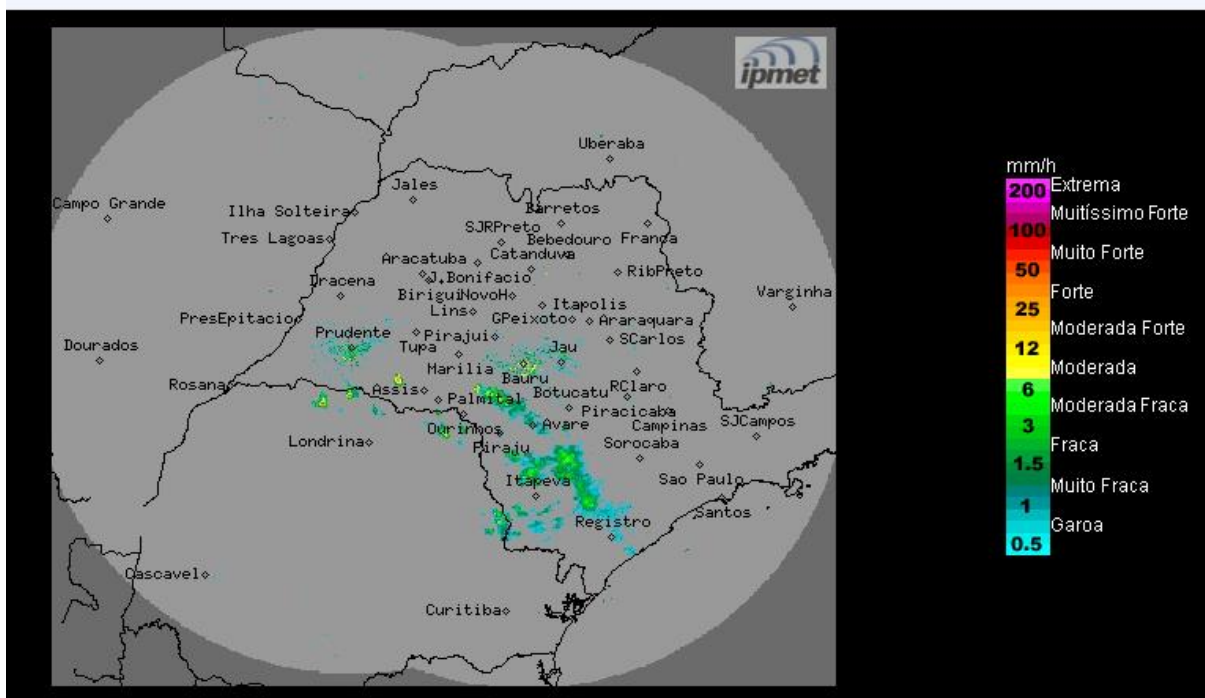 ipmet
Uberaba
Jales
Campo Grande
Ilha Solteira
Barretos
SJRPreto
Tres Lagoas
Bebedouro Franca
Catanduva
Aracatuba
J.Bonifacio
RibPreto
Dracena
BiriguiNovoH
Itapolis
Varginha
Lins
PresEpitacio
GPeixoto
Araraquara
Prudente
Pirajui
SCarlos
Dourados
Tupa
Jau
Marilia
Rosana
Assis
Bauru
RClaro
Palmital
Botucatu
Piracicaba
Ourinhos
Avare
Campinas
SJCampos
Londrina
Piraju
Sorocaba
Itapeva
Sao Paulo
Santos
Registro
Cascavel
Curitiba
mm/h
200 Extrema
Muitíssimo Forte
100
Muito Forte
50
Forte
25
Moderada Forte
12
Moderada
6
Moderada Fraca
3
Fraca
1.5
Muito Fraca
1
Garoa
0.5